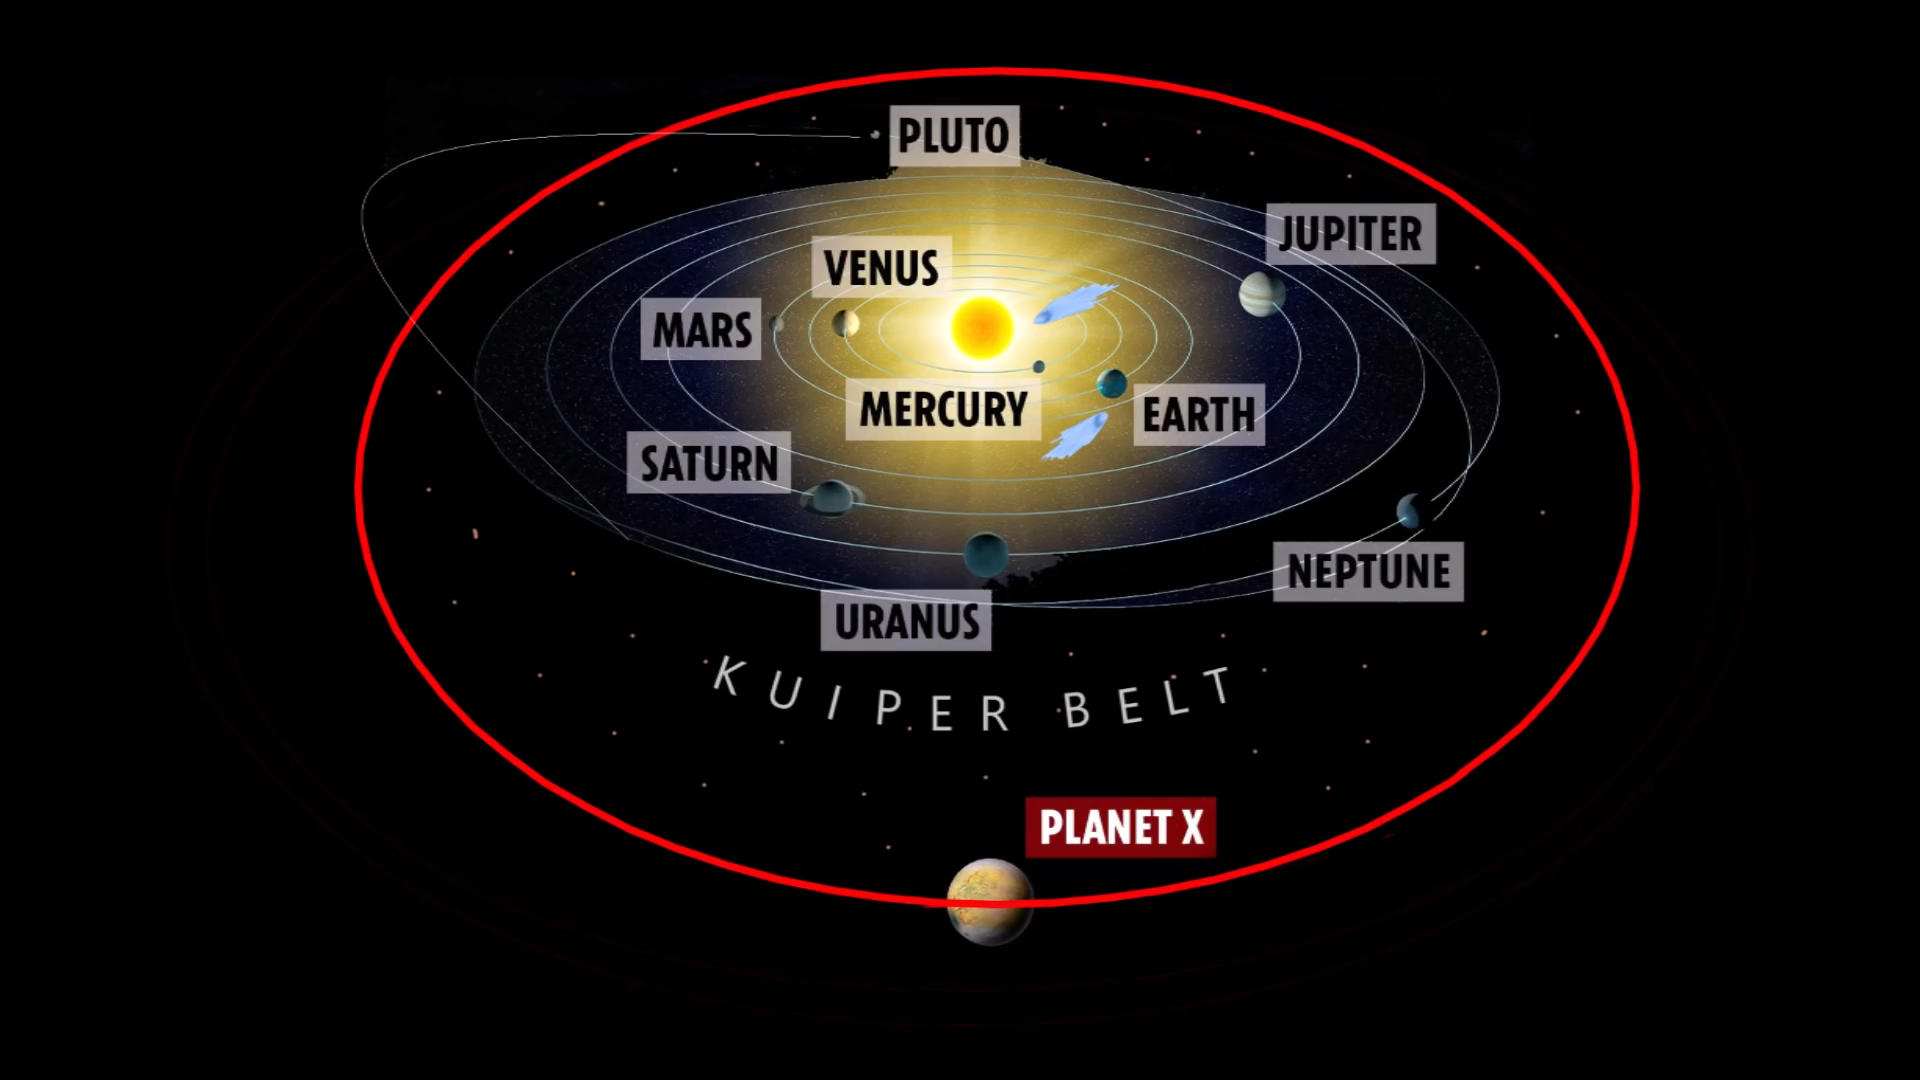 PLUTO
JUPITER
VENUS
MARS
MERCURY
EARTH
SATURN
NEPTUNE
URANUS
KUIPER BELT
PLANET X